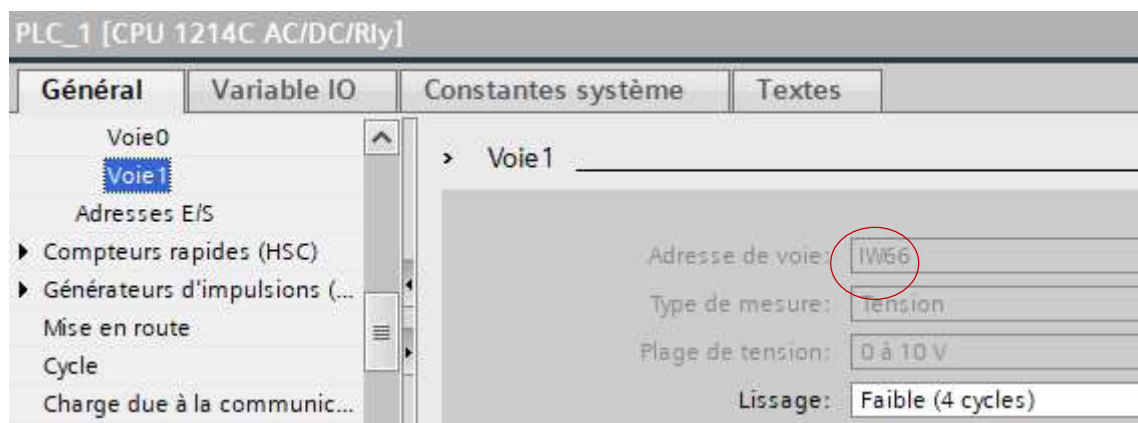 PLC_1 [CPU 1214C AC/DC/Rly]
Général Variable IO Constantes système Textes
Voie0
Voie1
Adresses E/S
Compteurs rapides (HSC)
Générateurs d'impulsions (...
Mise en route
Cycle
Charge due à la communic...
Voie1
Adresse de voie: IW66
Type de mesure: Tension
Plage de tension: 0 à 10 V
Lissage: Faible (4 cycles)